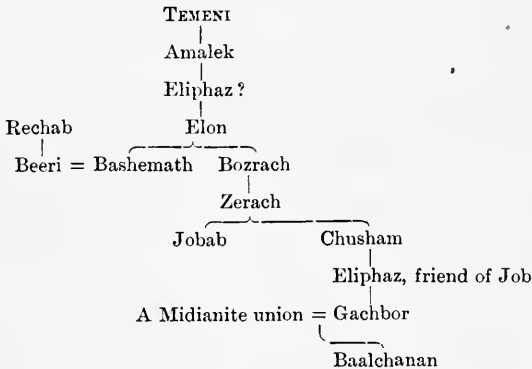 TEMENI
Amalek
Eliphaz ?
Rechab Elon
Beeri = Bashemath Bozrach
Zerach
Jobab Chusham
Eliphaz, friend of Job
A Midianite union = Gachbor
Baalchanan